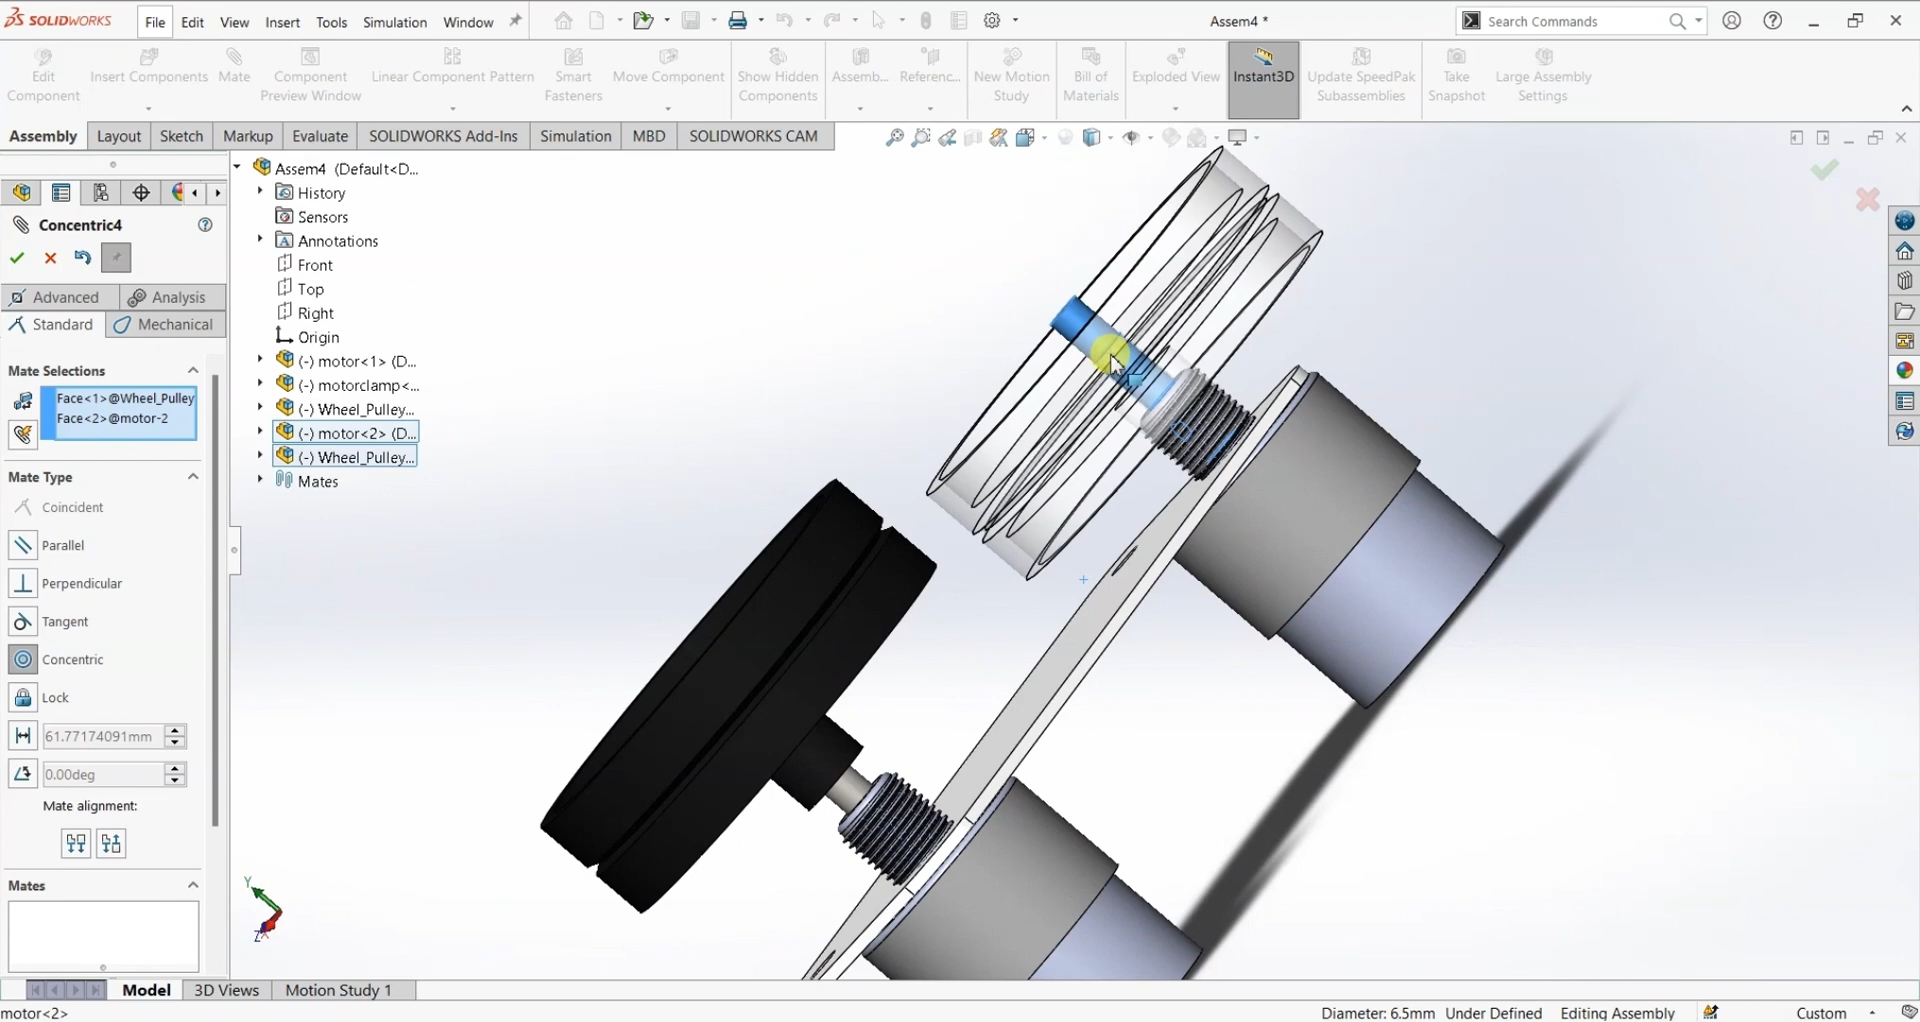 SOLIDWORKS File Edit View Insert Tools Simulation Window Assem4 * Search Commands
Edit Component
Insert Components
Mate
Component Preview Window
Linear Component Pattern
Smart Fasteners
Move Component
Show Hidden Components
Assemb...
Referenc...
New Motion Study
Bill of Materials
Exploded View
Instant3D
Update SpeedPak Subassemblies
Take Snapshot
Large Assembly Settings
Assembly Layout Sketch Markup Evaluate SOLIDWORKS Add-Ins Simulation MBD SOLIDWORKS CAM
Concentric4
Advanced Analysis
Standard Mechanical
Mate Selections
Face<1>@Wheel_Pulley
Face<2>@motor-2
Mate Type
Coincident
Parallel
Perpendicular
Tangent
Concentric
Lock
61.77174091mm
0.00deg
Mate alignment:
Mates
Assem4 (Default<D...
History
Sensors
Annotations
Front
Top
Right
Origin
(-) motor<1> (D...
(-) motorclamp<...
(-) Wheel_Pulley...
(-) motor<2> (D...
(-) Wheel_Pulley...
Mates
Y
Z
Model 3D Views Motion Study 1
motor<2> Diameter: 6.5mm Under Defined Editing Assembly Custom